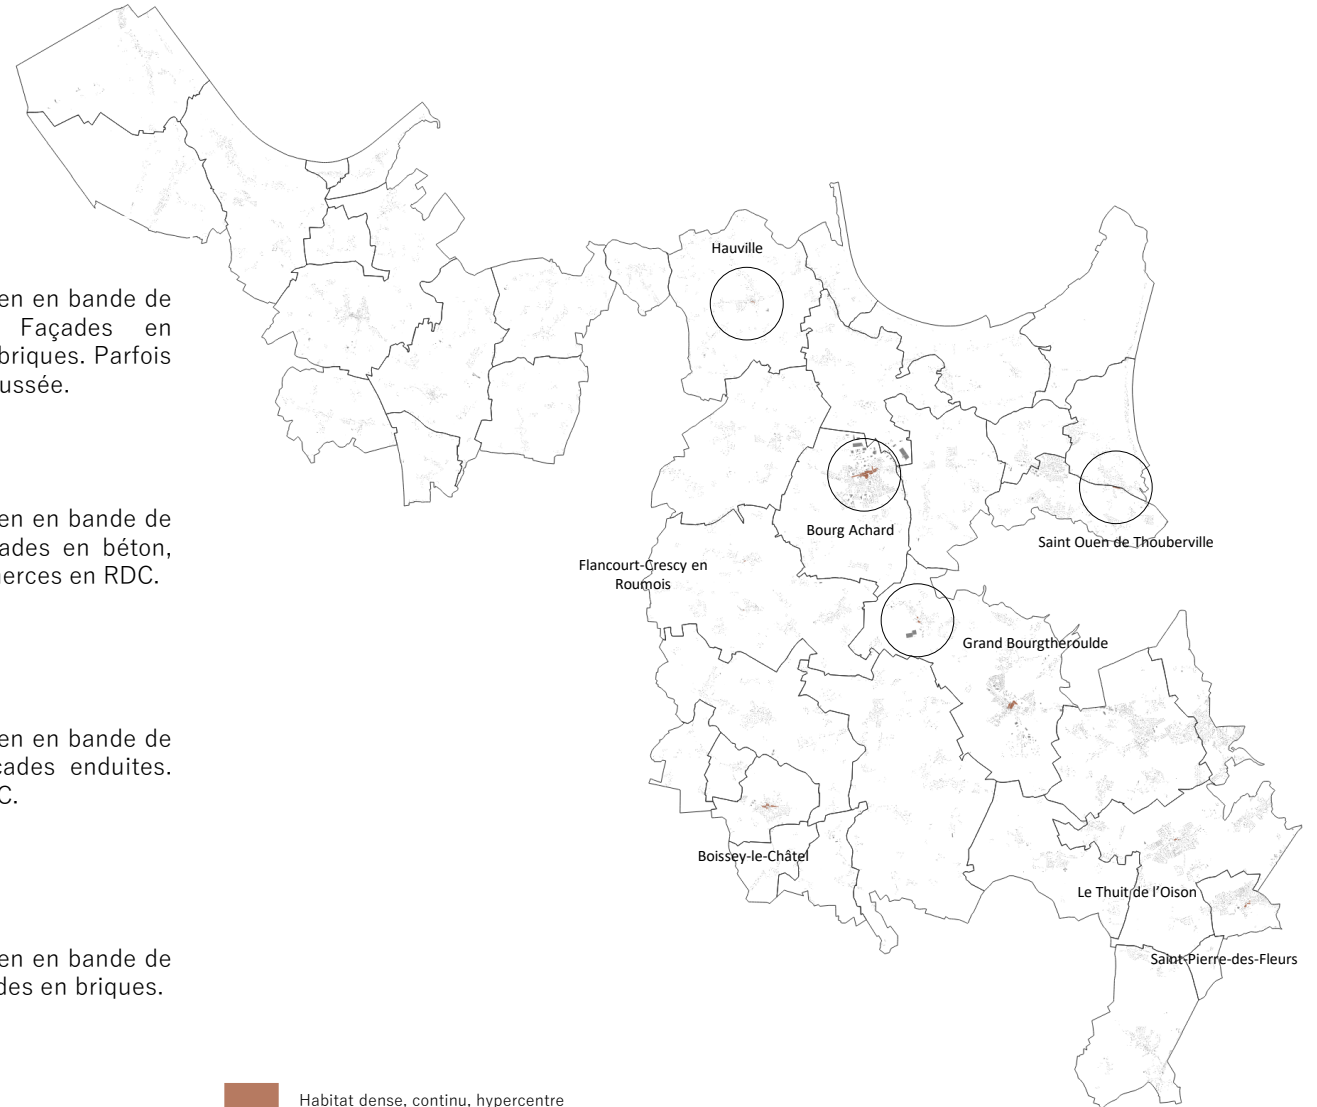 en en bande de
Façades en
briques. Parfois
ussée.
en en bande de
ades en béton,
erces en RDC.
en en bande de
cades enduites.
C.
en en bande de
des en briques.
Hauville
Bourg Achard
Saint Ouen de Thouberville
Flancourt-Crescy en
Roumois
Grand Bourgtheroulde
Boissey-le-Châtel
Le Thuit de l'Oison
Saint-Pierre-des-Fleurs
Habitat dense, continu, hypercentre